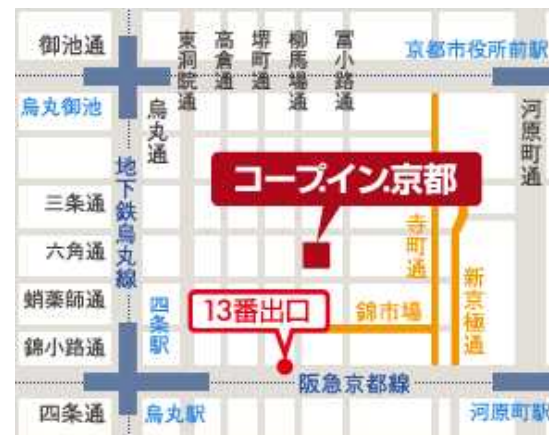 御池通
東洞院通
高倉通
堺町通
柳馬場通
富小路通
京都市役所前駅
烏丸御池
烏丸通
河原町通
地下鉄烏丸線
コープ.イン.京都
三条通
六角通
寺町通
新京極通
蛸薬師通
四条駅
13番出口
錦市場
錦小路通
阪急京都線
四条通
烏丸駅
河原町駅